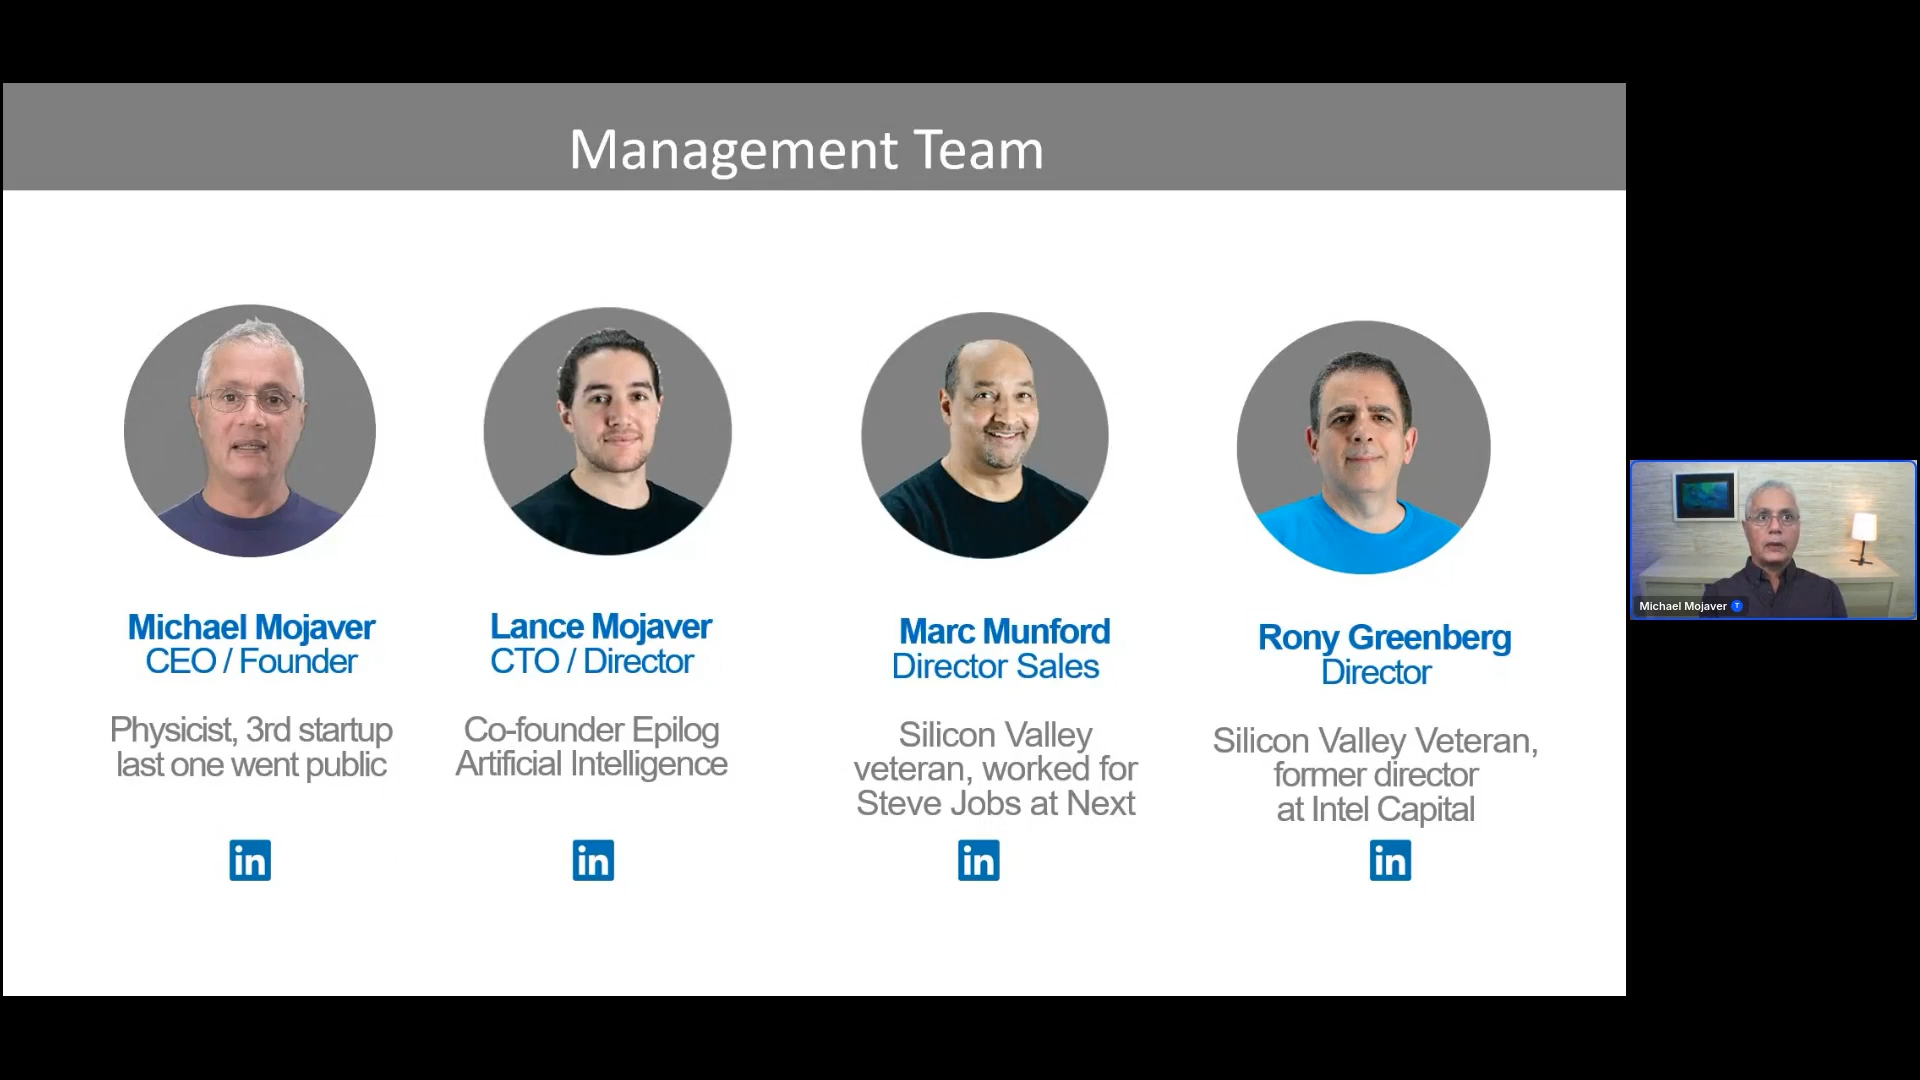 Management Team
Michael Mojaver
CEO / Founder
Physicist, 3rd startup
last one went public
in
Lance Mojaver
CTO / Director
Co-founder Epilog
Artificial Intelligence
in
Marc Munford
Director Sales
Silicon Valley
veteran, worked for
Steve Jobs at Next
in
Rony Greenberg
Director
Silicon Valley Veteran,
former director
at Intel Capital
in
Michael Mojaver T